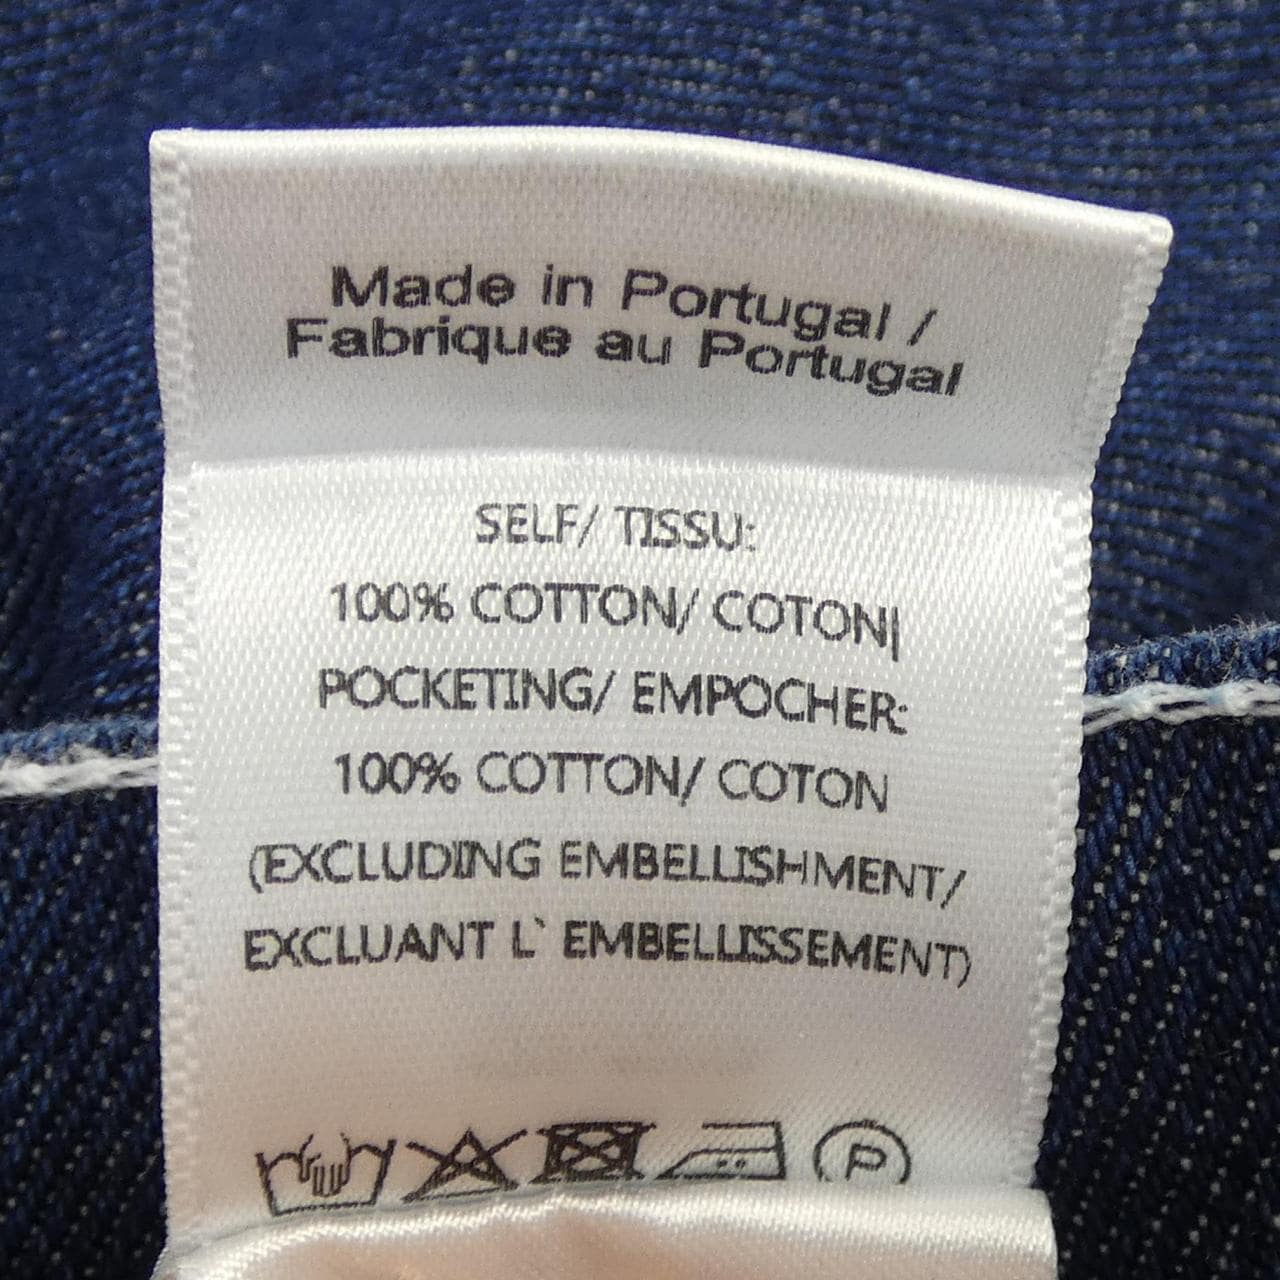 Made in Portugal /
Fabrique au Portugal
SELF/ TISSU:
100% COTTON/ COTON|
POCKETING/ EMPOCHER:
100% COTTON/ COTON
(EXCLUDING EMBELLISHMENT/
EXCLUANT L` EMBELLISSEMENT)
P